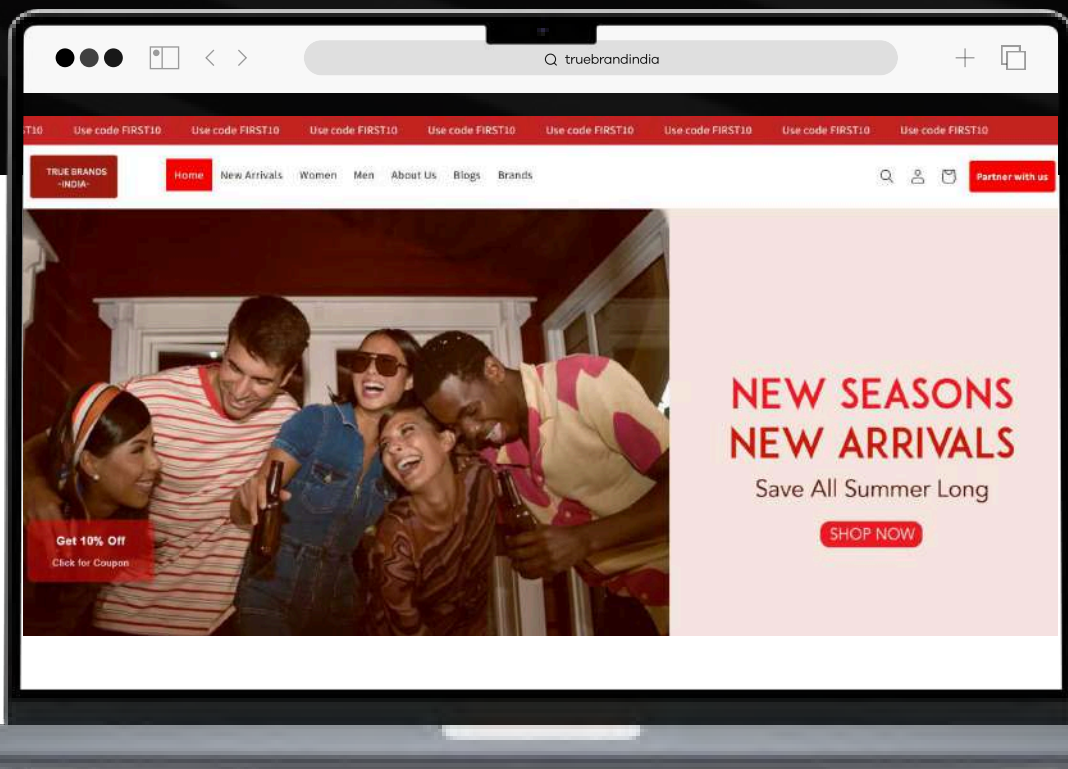 truebrandindia
T10 Use code FIRST10 Use code FIRST10 Use code FIRST10 Use code FIRST10 Use code FIRST10 Use code FIRST10 Use code FIRST10 Use code FIRST10
TRUE BRANDS
-INDIA-
Home New Arrivals Women Men About Us Blogs Brands
Partner with us
NEW SEASONS
NEW ARRIVALS
Save All Summer Long
SHOP NOW
Get 10% Off
Click for Coupon